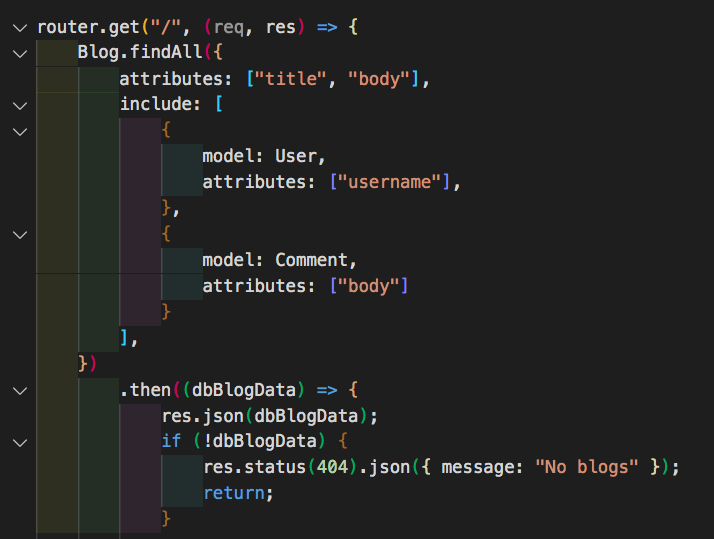 router.get("/", (req, res) => {
    Blog.findAll({
        attributes: ["title", "body"],
        include: [
            {
                model: User,
                attributes: ["username"],
            },
            {
                model: Comment,
                attributes: ["body"]
            }
        ],
    })
        .then((dbBlogData) => {
            res.json(dbBlogData);
            if (!dbBlogData) {
                res.status(404).json({ message: "No blogs" });
                return;
            }